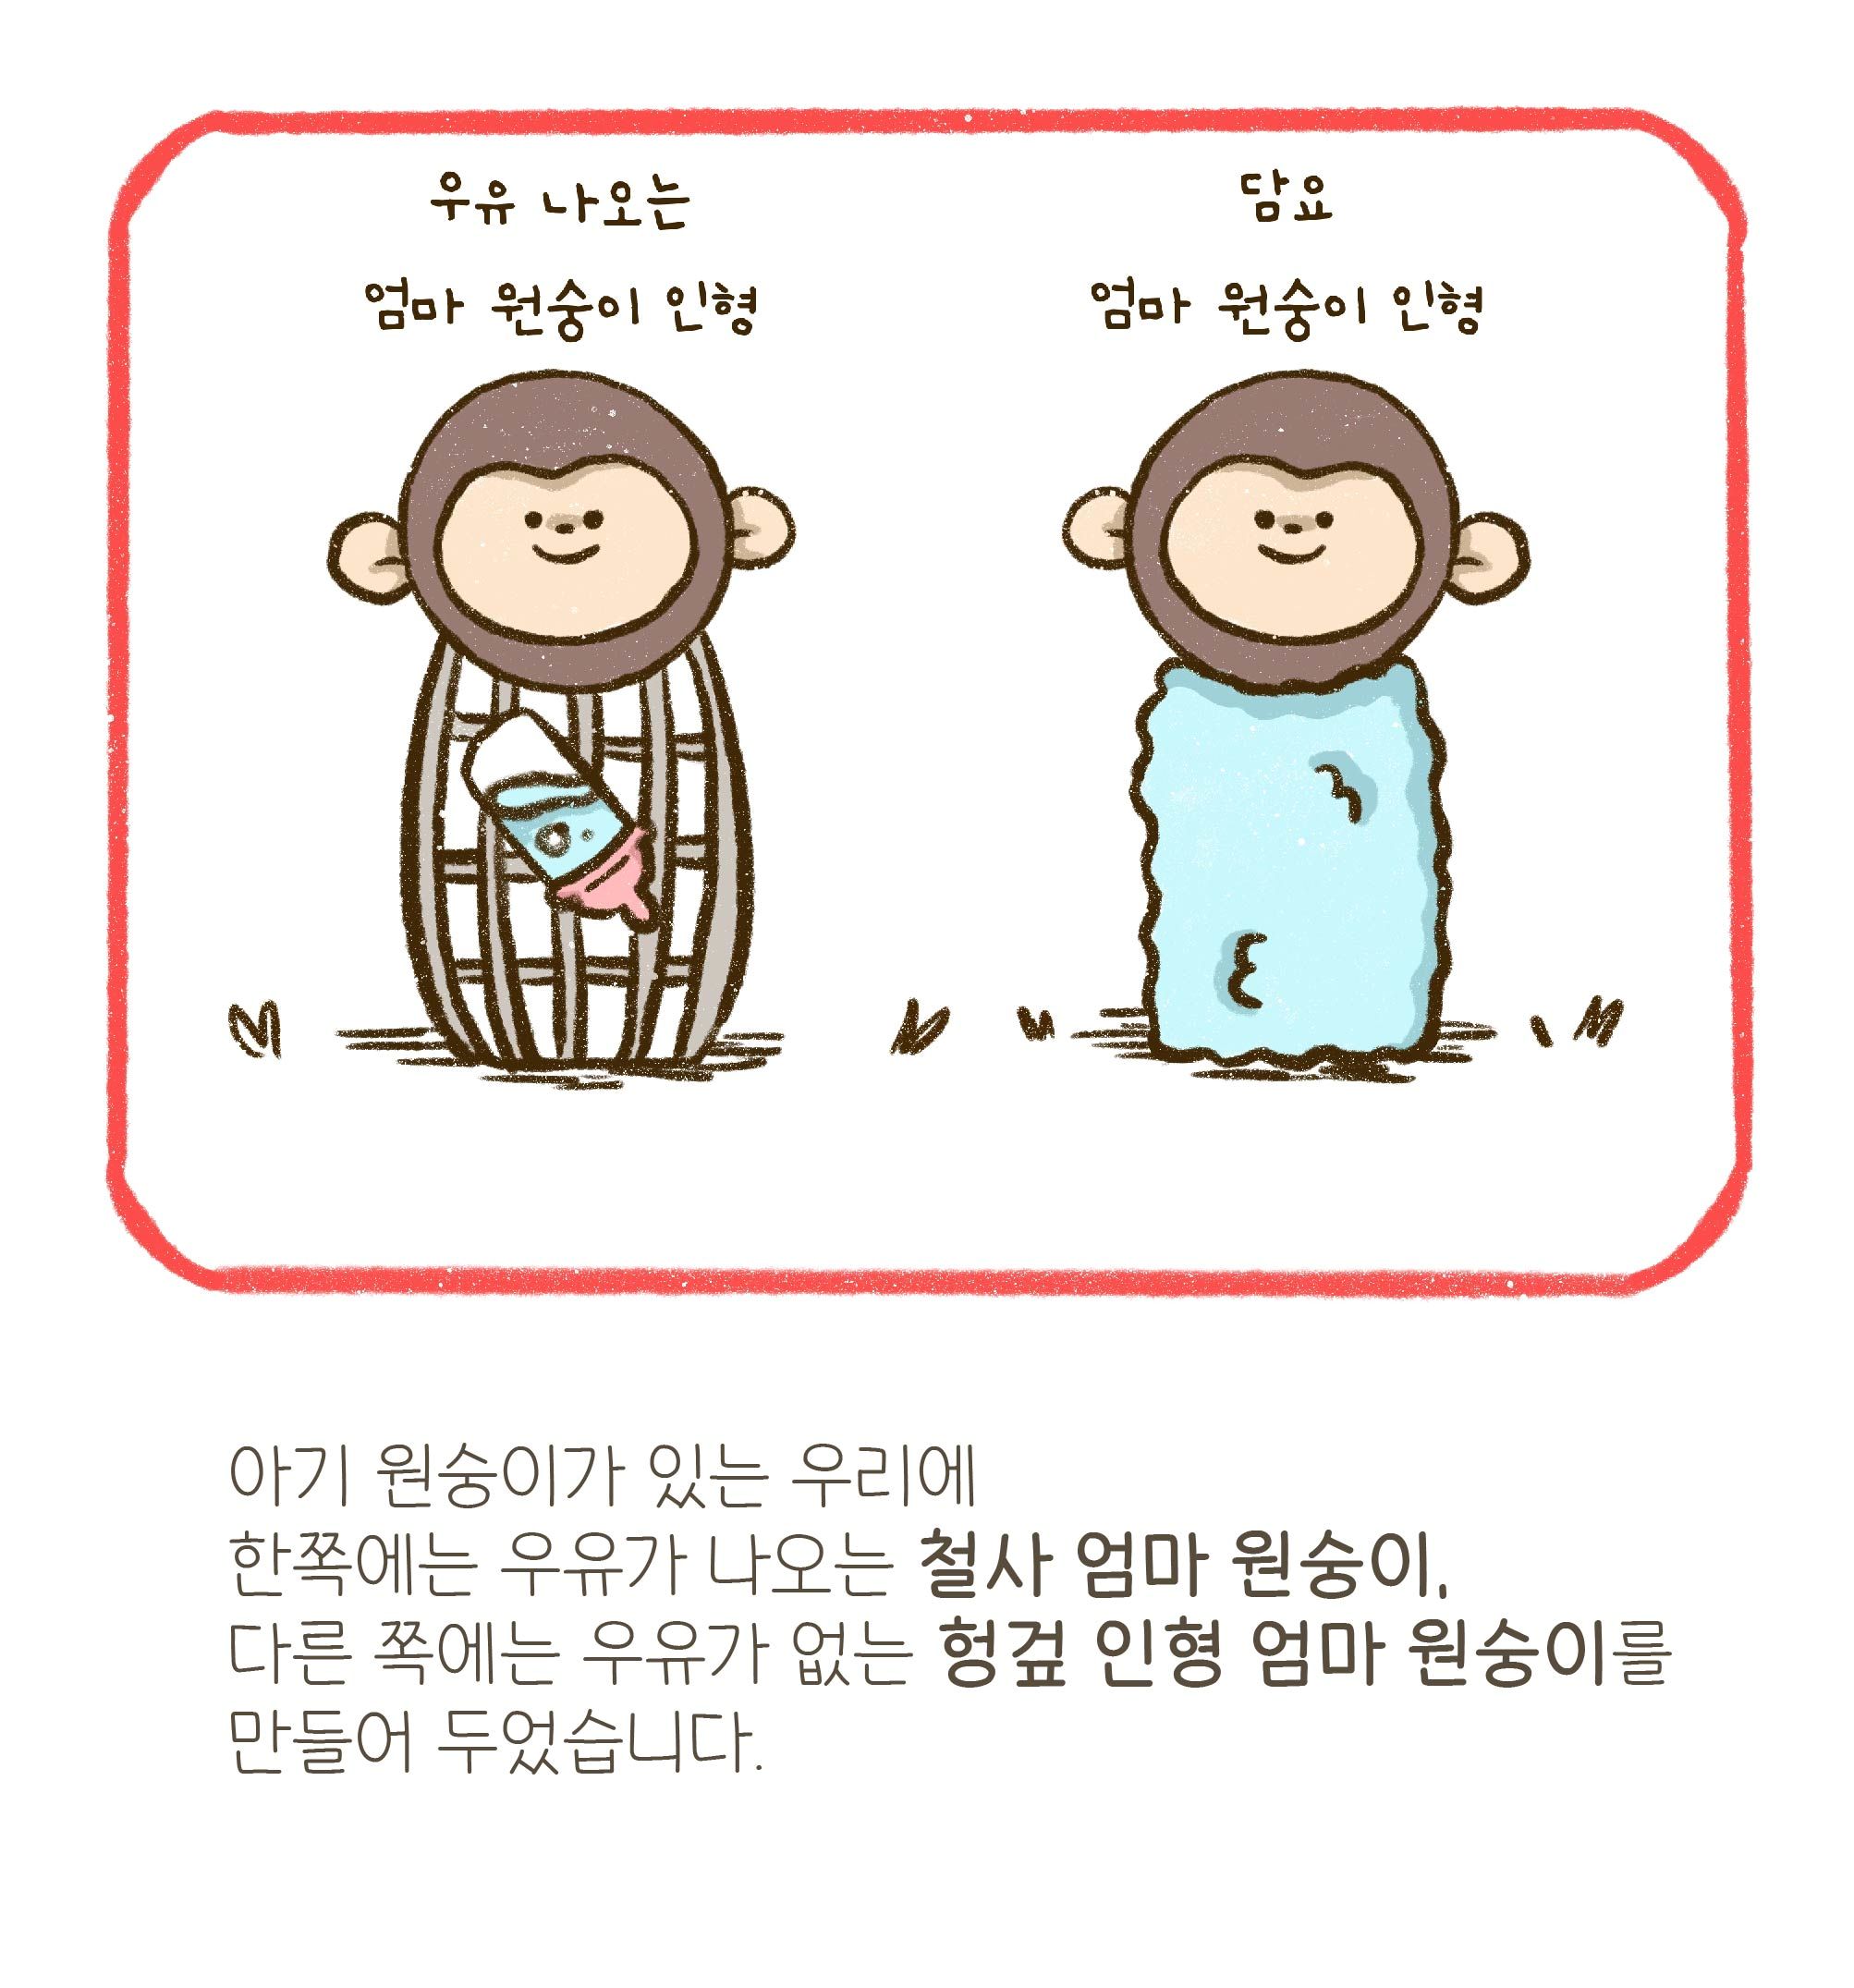 우유 나오는
엄마 원숭이 인형
담요
엄마 원숭이 인형
아기 원숭이가 있는 우리에
한쪽에는 우유가 나오는 철사 엄마 원숭이,
다른 쪽에는 우유가 없는 헝겊 인형 엄마 원숭이를
만들어 두었습니다.